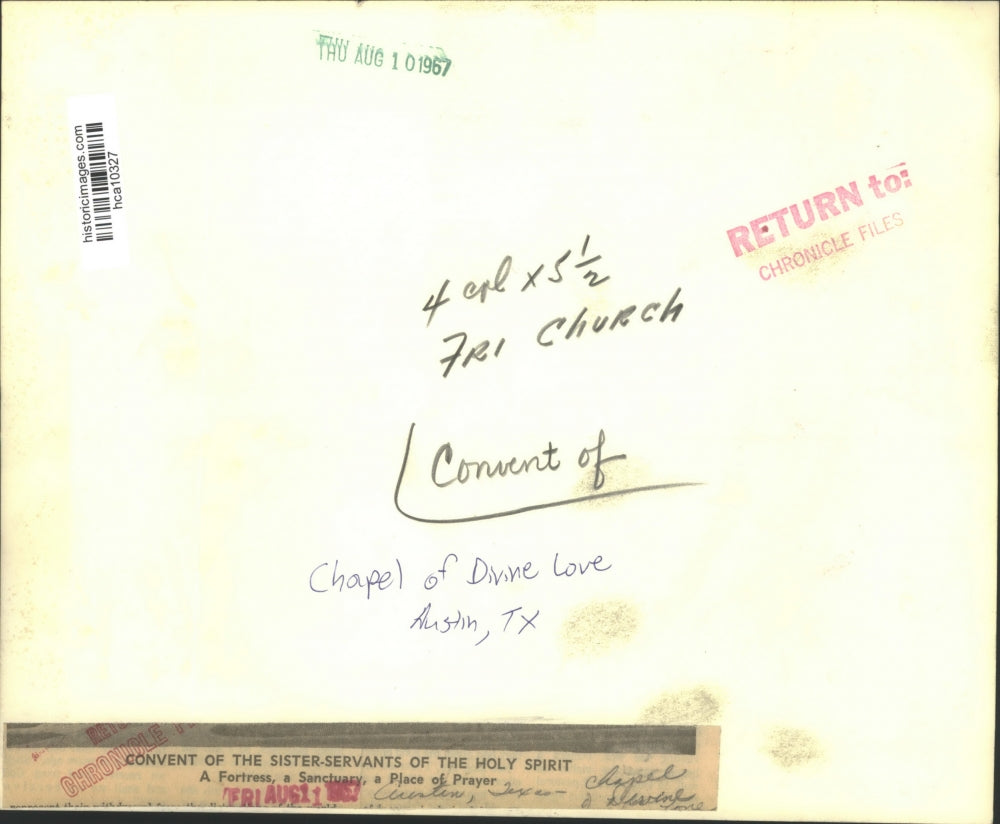 THU AUG 10 1967
historicimages.com
hca10327
RETURN to:
CHRONICLE FILES
4 col x 5 1/2
FRI CHURCH
Convent of
Chapel of Divine Love
Austin, TX
CHRONICLE
CONVENT OF THE SISTER-SERVANTS OF THE HOLY SPIRIT
A Fortress, a Sanctuary, a Place of Prayer
FRI AUG 11 1967
Austin, Texas - Chapel
of Divine Love